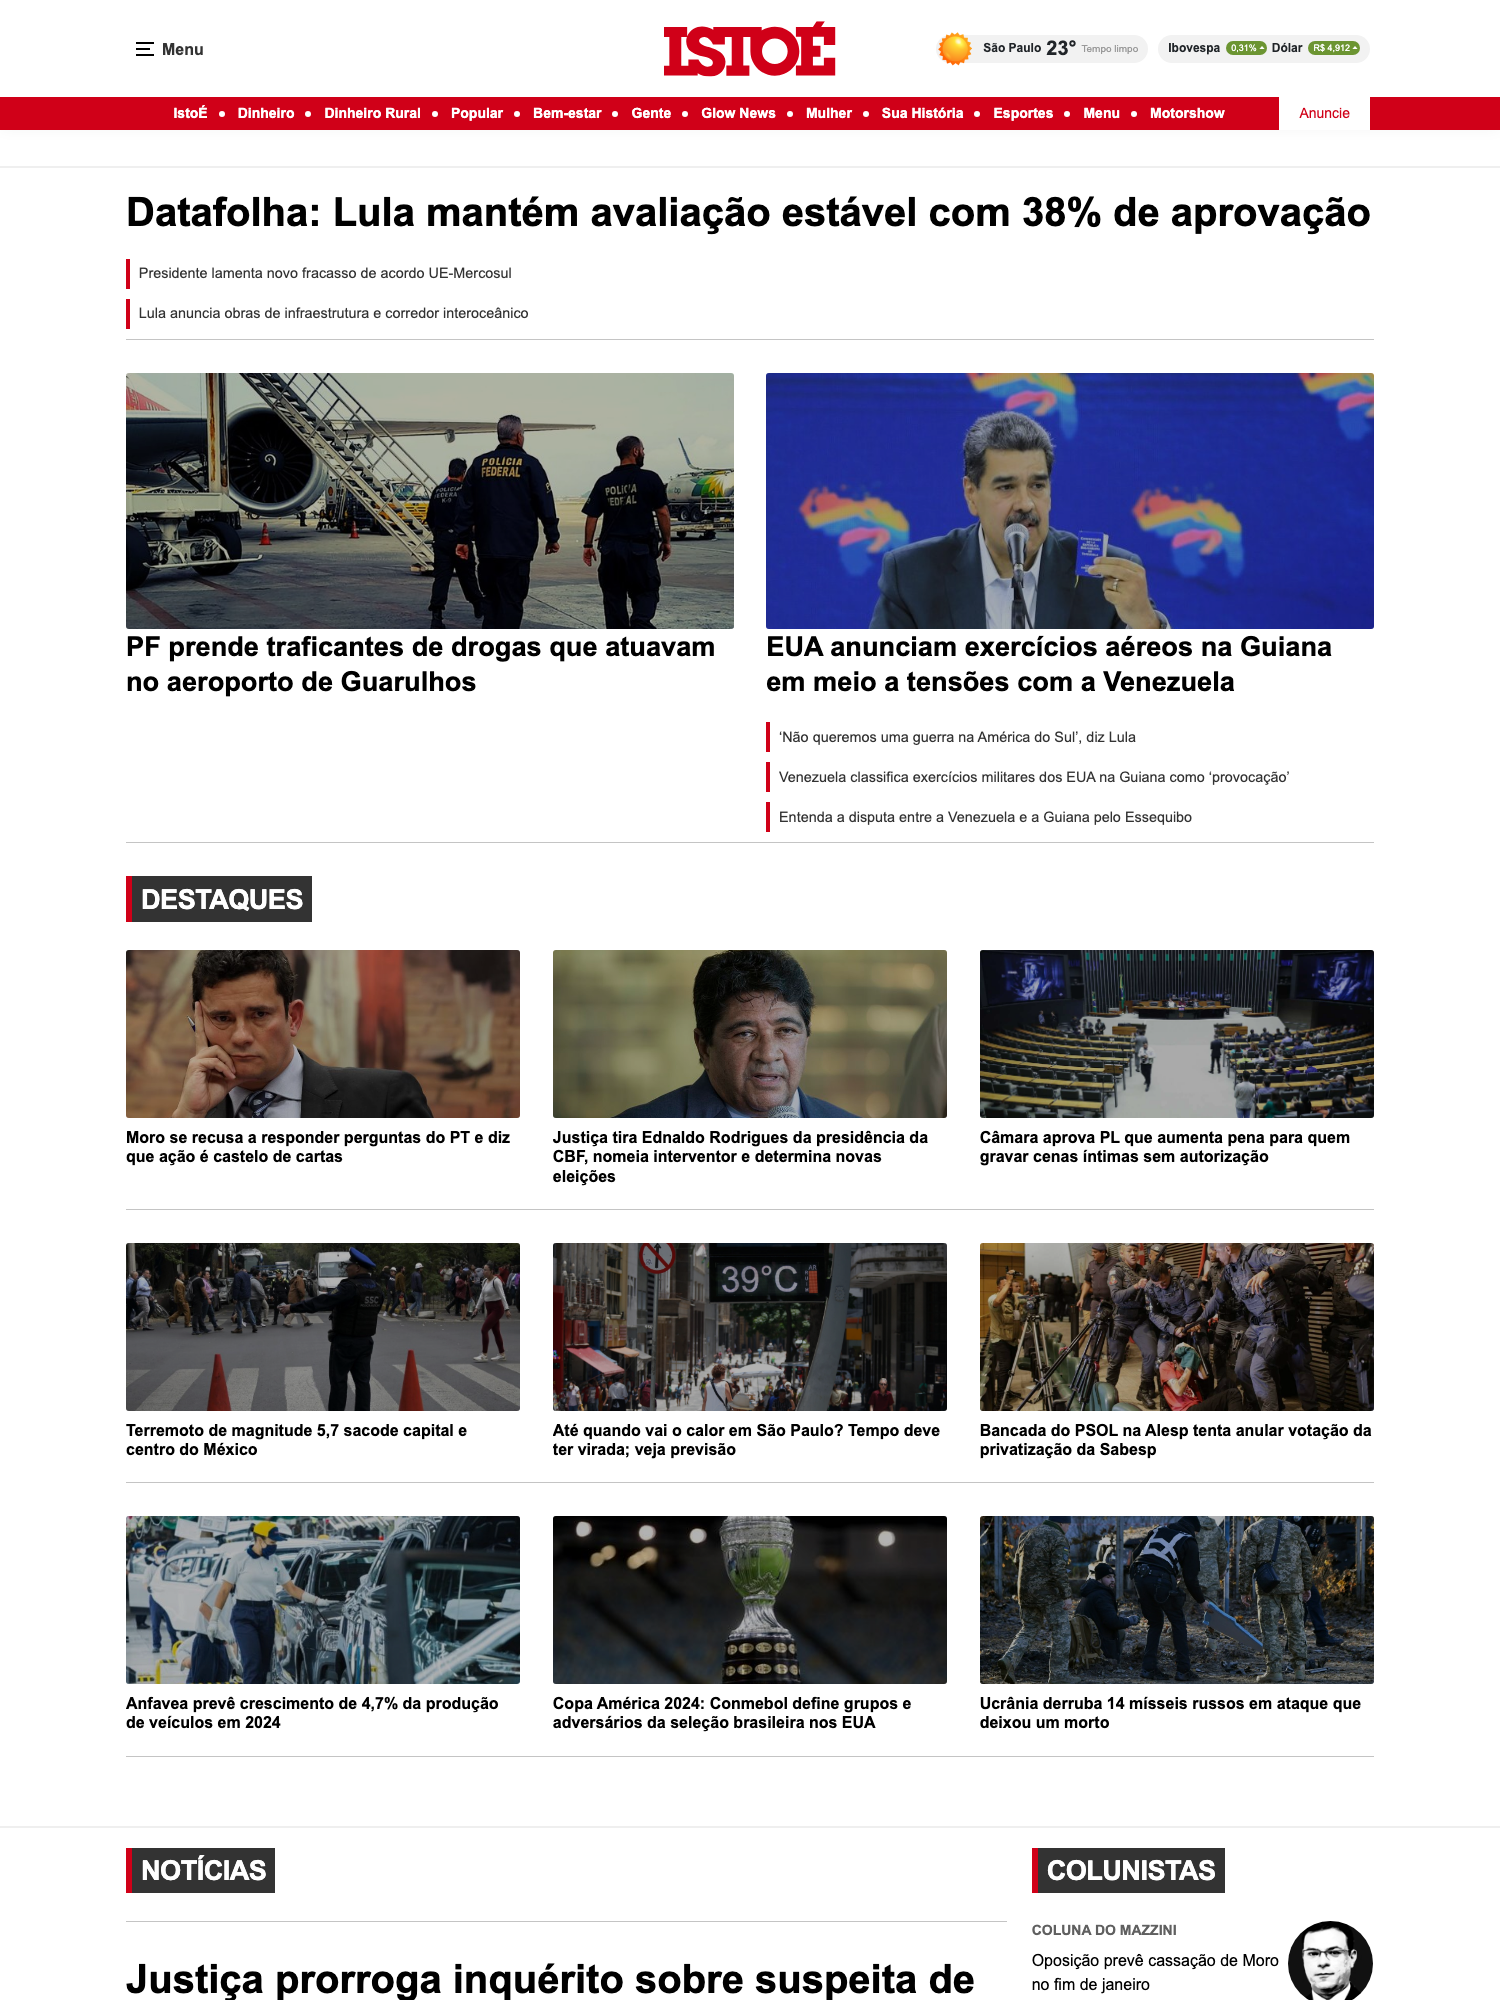 Menu
ISTOÉ
São Paulo 23° Tempo limpo
Ibovespa 0,31% Dólar R$ 4,912
IstoÉ • Dinheiro • Dinheiro Rural • Popular • Bem-estar • Gente • Glow News • Mulher • Sua História • Esportes • Menu • Motorshow
Anuncie
Datafolha: Lula mantém avaliação estável com 38% de aprovação
Presidente lamenta novo fracasso de acordo UE-Mercosul
Lula anuncia obras de infraestrutura e corredor interoceânico
POLÍCIA
FEDERAL
POLÍCIA
FEDERAL
PF prende traficantes de drogas que atuavam
no aeroporto de Guarulhos
EUA anunciam exercícios aéreos na Guiana
em meio a tensões com a Venezuela
‘Não queremos uma guerra na América do Sul’, diz Lula
Venezuela classifica exercícios militares dos EUA na Guiana como ‘provocação’
Entenda a disputa entre a Venezuela e a Guiana pelo Essequibo
DESTAQUES
Moro se recusa a responder perguntas do PT e diz
que ação é castelo de cartas
Justiça tira Ednaldo Rodrigues da presidência da
CBF, nomeia interventor e determina novas
eleições
Câmara aprova PL que aumenta pena para quem
gravar cenas íntimas sem autorização
SSC
39°C
Terremoto de magnitude 5,7 sacode capital e
centro do México
Até quando vai o calor em São Paulo? Tempo deve
ter virada; veja previsão
Bancada do PSOL na Alesp tenta anular votação da
privatização da Sabesp
Anfavea prevê crescimento de 4,7% da produção
de veículos em 2024
Copa América 2024: Conmebol define grupos e
adversários da seleção brasileira nos EUA
Ucrânia derruba 14 mísseis russos em ataque que
deixou um morto
NOTÍCIAS
Justiça prorroga inquérito sobre suspeita de
COLUNISTAS
COLUNA DO MAZZINI
Oposição prevê cassação de Moro
no fim de janeiro